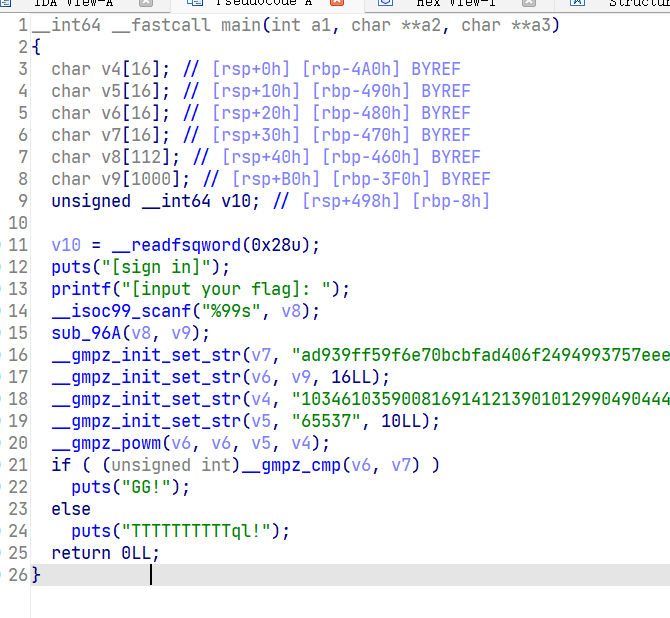 IDA View-A Pseudocode A Hex View-1 Structur
1 __int64 __fastcall main(int a1, char **a2, char **a3)
2 {
3 char v4[16]; // [rsp+0h] [rbp-4A0h] BYREF
4 char v5[16]; // [rsp+10h] [rbp-490h] BYREF
5 char v6[16]; // [rsp+20h] [rbp-480h] BYREF
6 char v7[16]; // [rsp+30h] [rbp-470h] BYREF
7 char v8[112]; // [rsp+40h] [rbp-460h] BYREF
8 char v9[1000]; // [rsp+B0h] [rbp-3F0h] BYREF
9 unsigned __int64 v10; // [rsp+498h] [rbp-8h]
10
11 v10 = __readfsqword(0x28u);
12 puts("[sign in]");
13 printf("[input your flag]: ");
14 __isoc99_scanf("%99s", v8);
15 sub_96A(v8, v9);
16 __gmpz_init_set_str(v7, "ad939ff59f6e70bcbfad406f2494993757eee
17 __gmpz_init_set_str(v6, v9, 16LL);
18 __gmpz_init_set_str(v4, "103461035900816914121390101299049044
19 __gmpz_init_set_str(v5, "65537", 10LL);
20 __gmpz_powm(v6, v6, v5, v4);
21 if ( (unsigned int)__gmpz_cmp(v6, v7) )
22 puts("GG!");
23 else
24 puts("TTTTTTTTTTql!");
25 return 0LL;
26 }